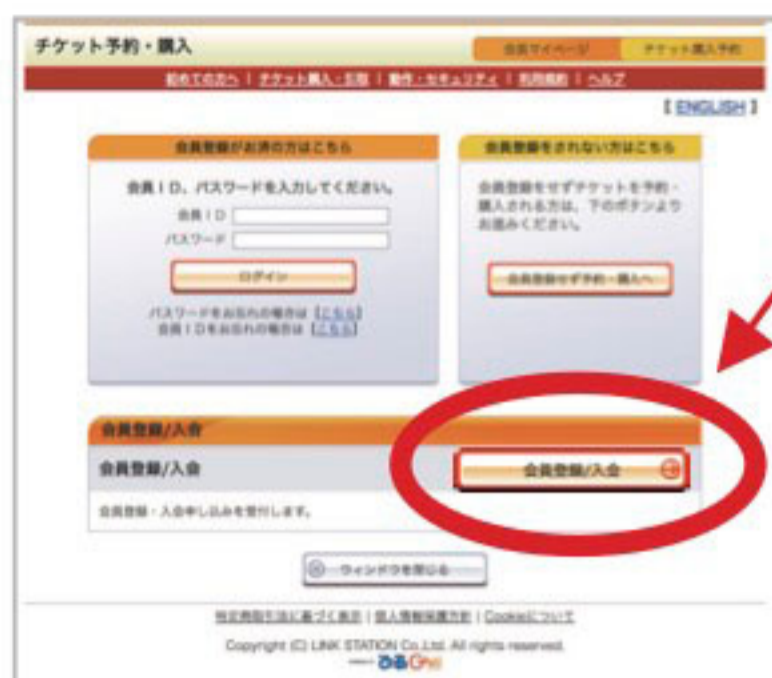 チケット予約・購入
会員マイページ チケット購入予約
初めての方へ | チケット購入・引取 | 動作・セキュリティ | 利用規約 | ヘルプ
[ ENGLISH ]
会員登録がお済の方はこちら
会員ID、パスワードを入力してください。
会員ID
パスワード
ログイン
パスワードをお忘れの場合は [こちら]
会員IDをお忘れの場合は [こちら]
会員登録をされない方はこちら
会員登録をせずチケットを予約・
購入される方は、下のボタンより
お進みください。
会員登録せず予約・購入へ
会員登録/入会
会員登録/入会
会員登録/入会
会員登録・入会申し込みを受付します。
ウィンドウを閉じる
特定商取引法に基づく表示 | 個人情報保護方針 | Cookieについて
Copyright (C) LINK STATION Co.,Ltd. All rights reserved.